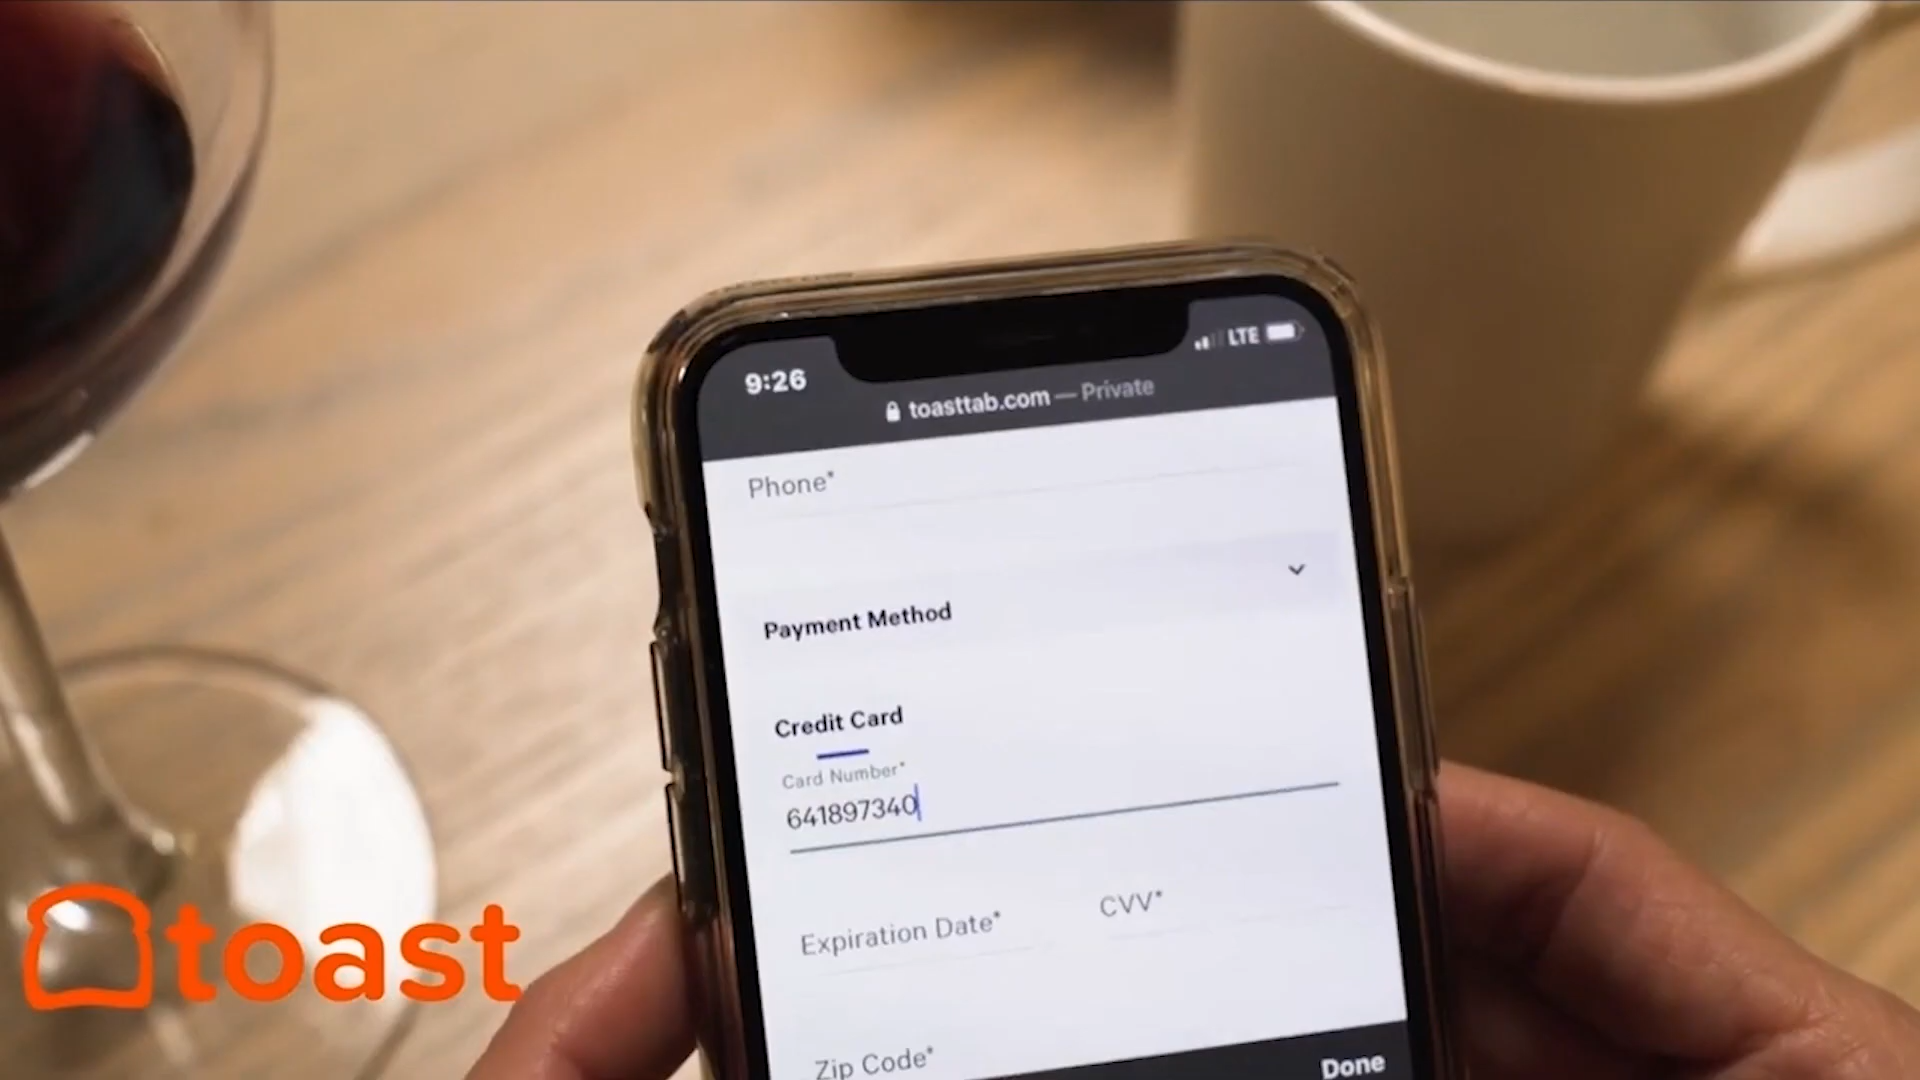 9:26
LTE
toasttab.com — Private
Phone*
Payment Method
Credit Card
Card Number*
641897340
Expiration Date*
CVV*
Zip Code*
Done
toast